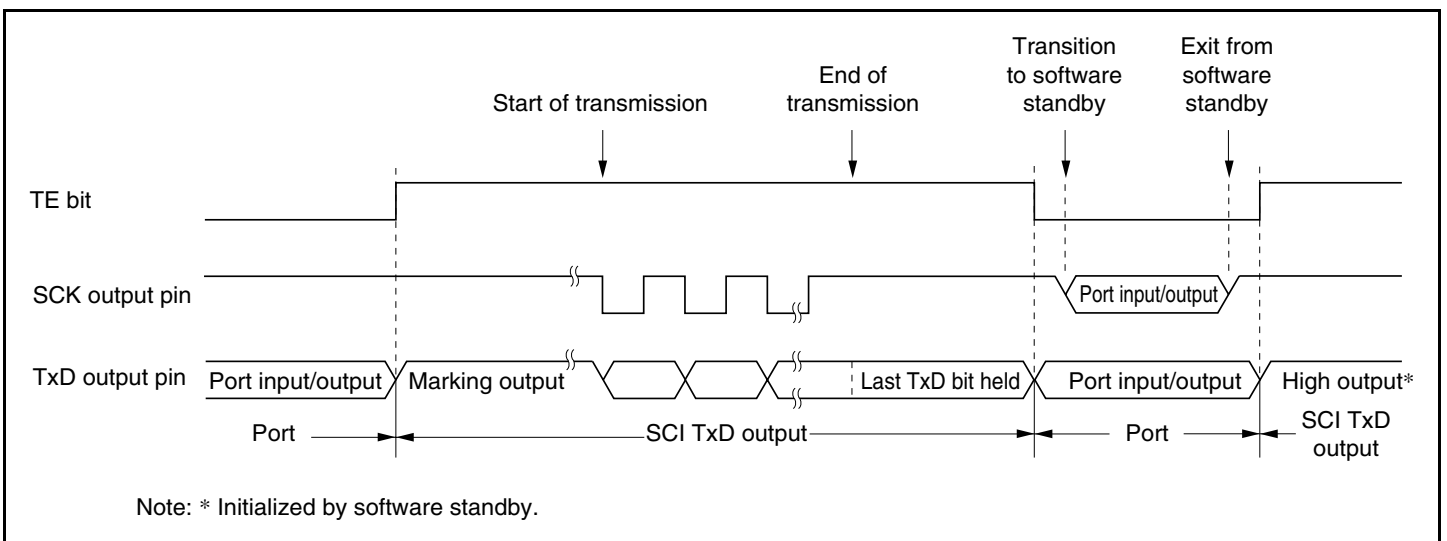 Transition
to software
standby
Exit from
software
standby
End of
transmission
Start of transmission
TE bit
SCK output pin
Port input/output
TxD output pin
Port input/output
Marking output
Last TxD bit held
Port input/output
High output*
Port
SCI TxD output
Port
SCI TxD
output
Note: * Initialized by software standby.